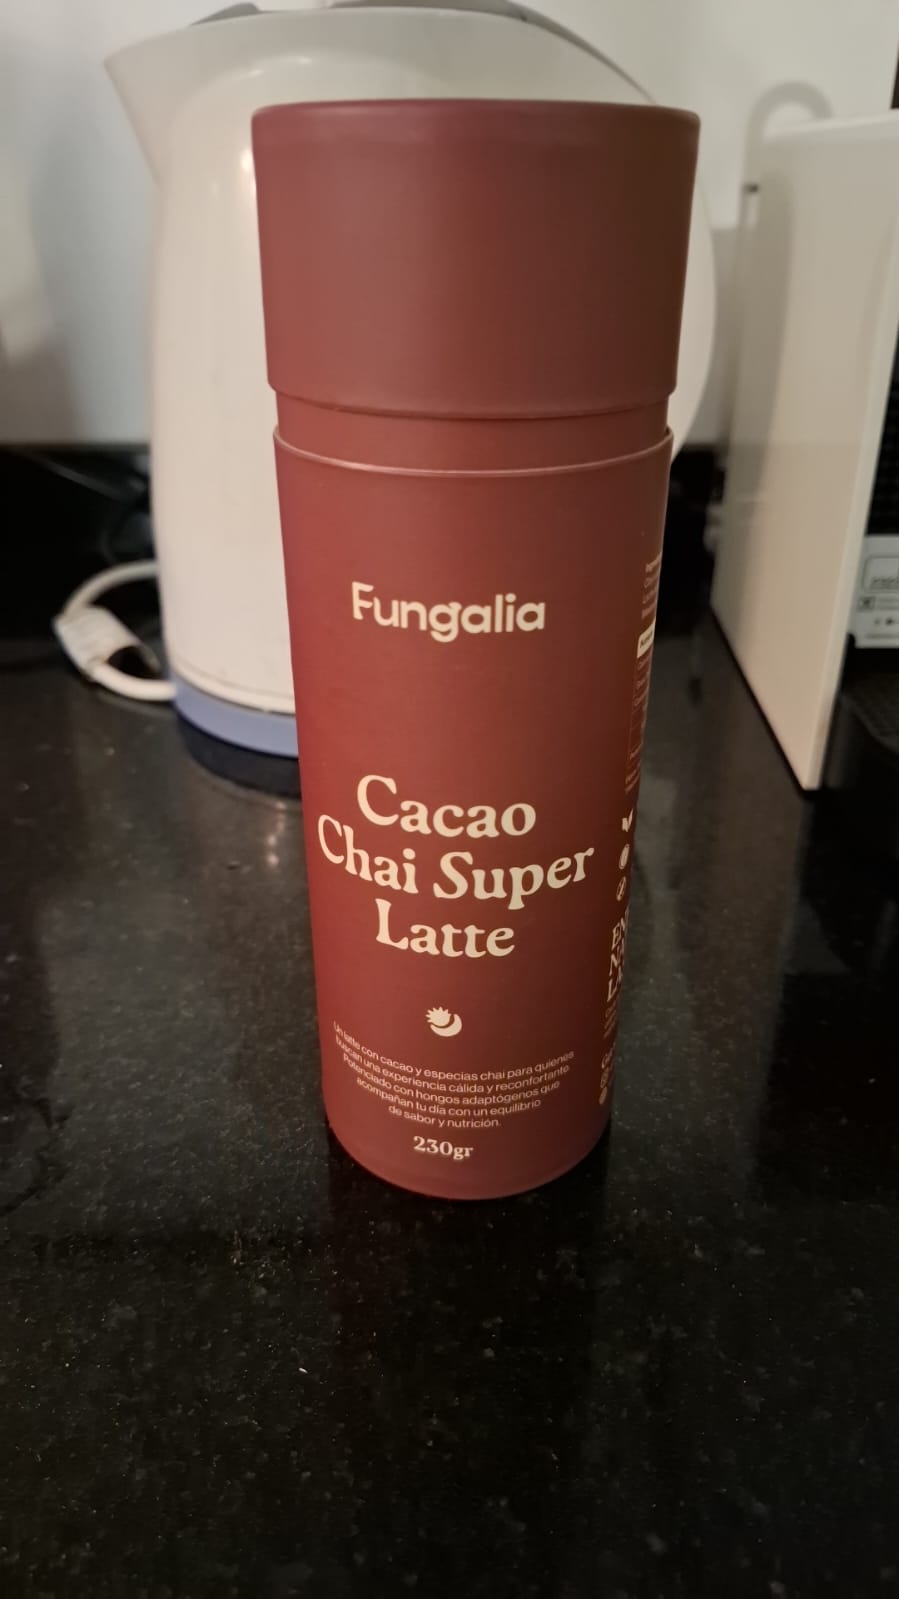 Fungalia
Cacao
Chai Super
Latte
Un latte con cacao y especias chai para quienes
buscan una experiencia cálida y reconfortante.
Potenciado con hongos adaptógenos que
acompañan tu día con un equilibrio
de sabor y nutrición.
230gr